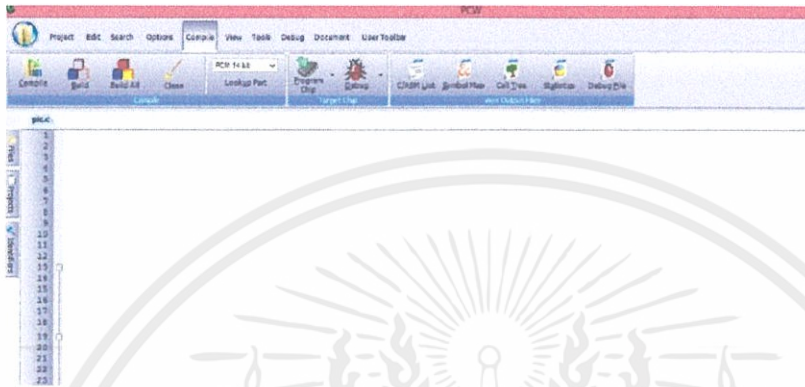 PCW
Project Edit Search Options Compile View Tools Debug Document User Toolbar
Compile Build Build All Clean PCM 14 bit Lookup Part Program Chip Debug C/ASM List Symbol Map Call Tree Statistics Debug File
Compile Target Chip View Output Files
pic.c
Files
Projects
Identifiers
1
2
3
4
5
6
7
8
9
10
11
12
13
14
15
16
17
18
19
20
21
22
23